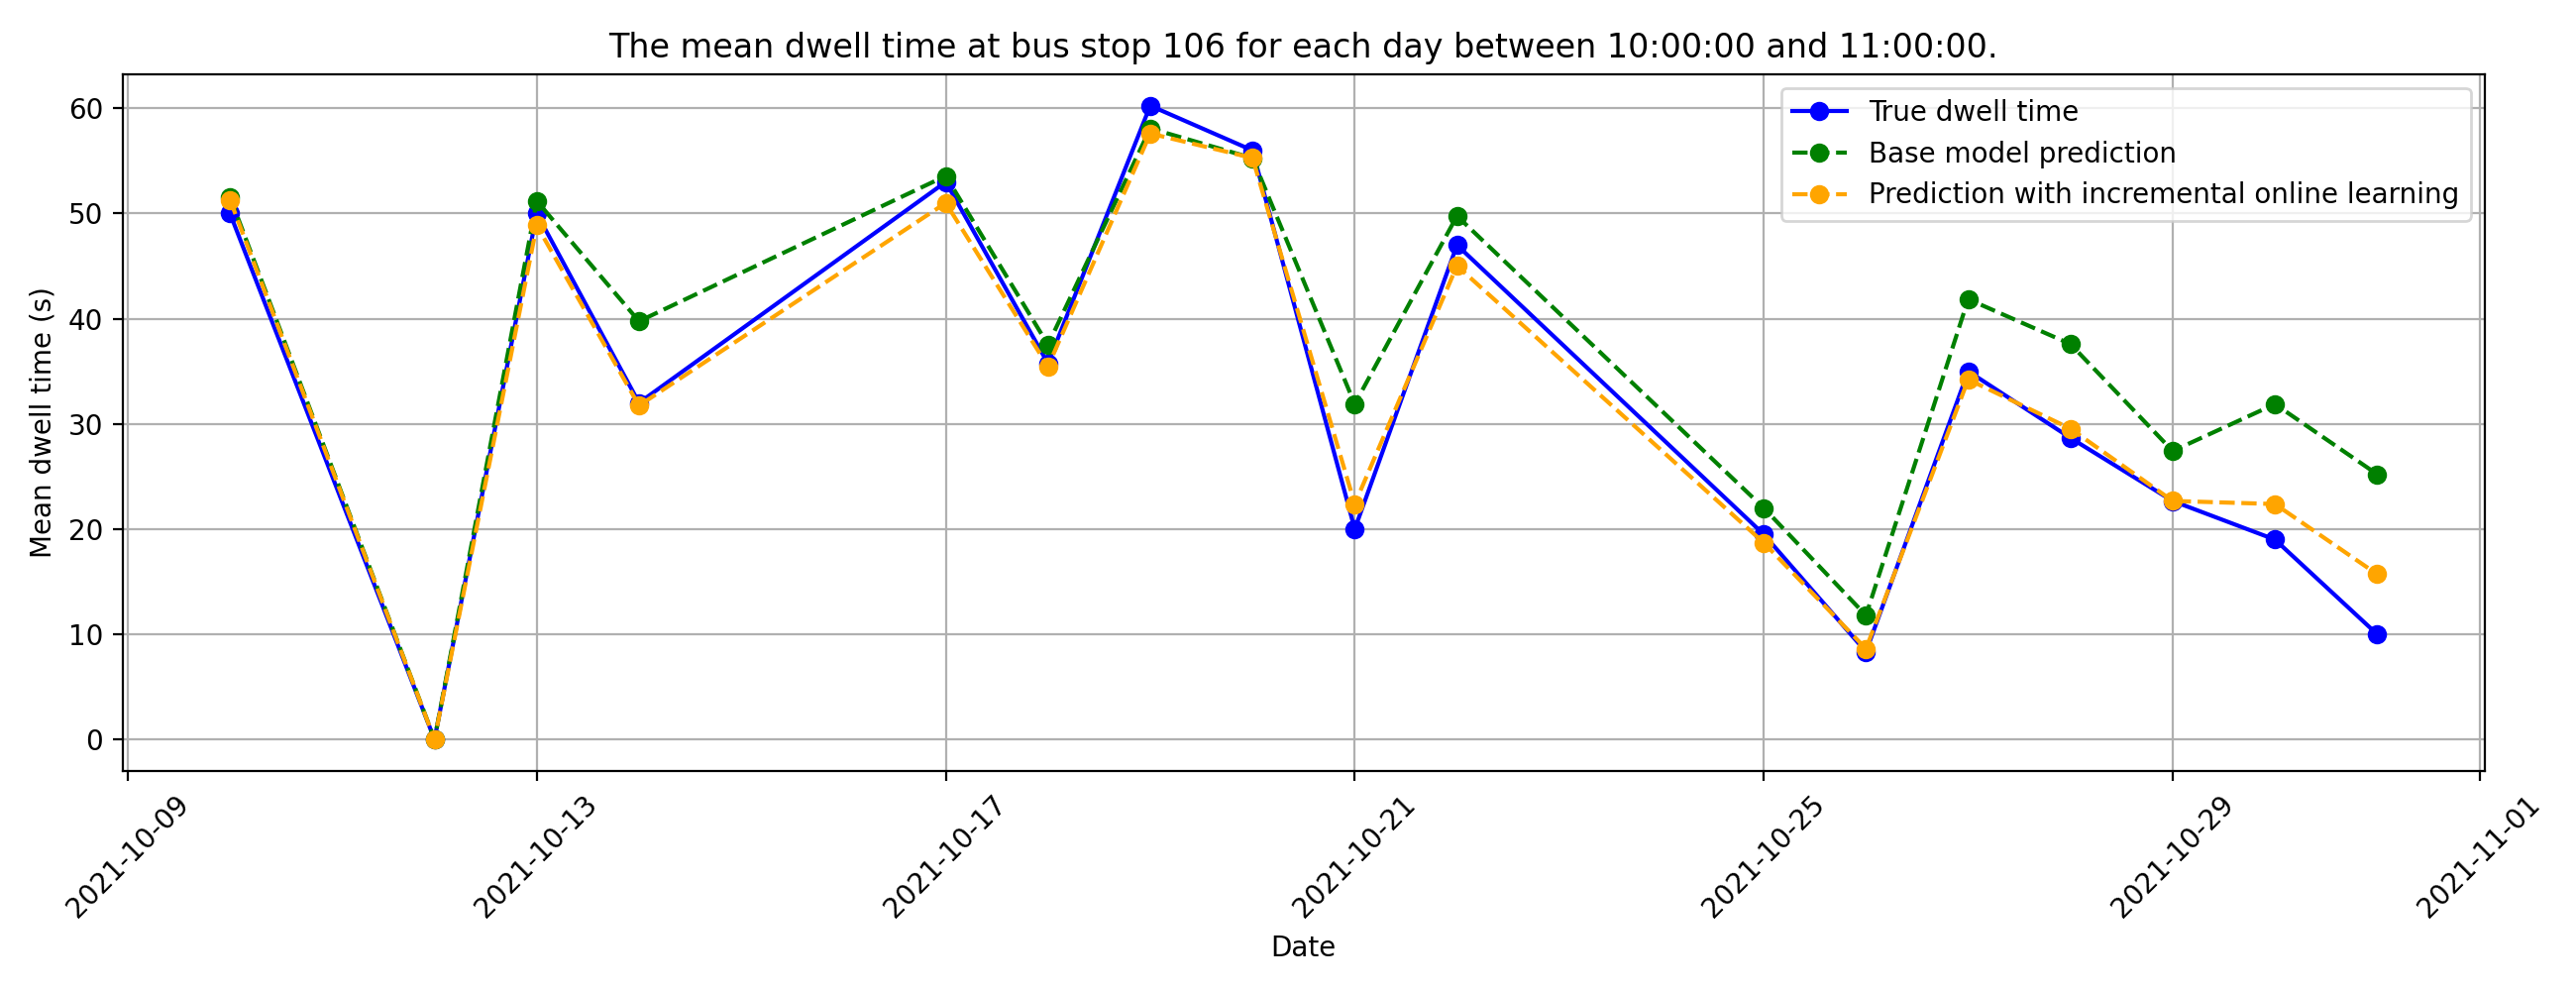 The mean dwell time at bus stop 106 for each day between 10:00:00 and 11:00:00.
True dwell time
Base model prediction
Prediction with incremental online learning
Mean dwell time (s)
60
50
40
30
20
10
0
2021-10-09
2021-10-13
2021-10-17
2021-10-21
2021-10-25
2021-10-29
2021-11-01
Date